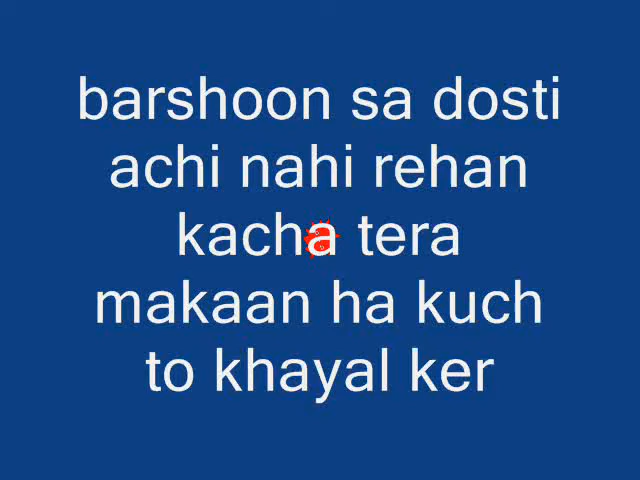 barshoon sa dosti
achi nahi rehan
kacha tera
makaan ha kuch
to khayal ker